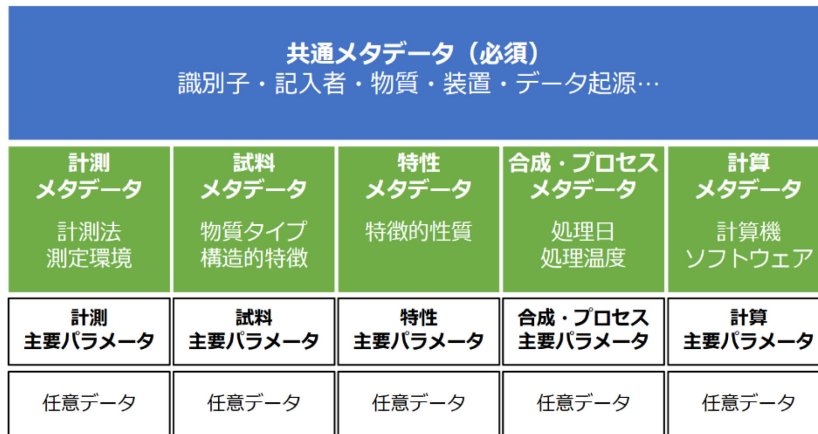 共通メタデータ（必須）
識別子・記入者・物質・装置・データ起源…
計測
メタデータ
計測法
測定環境
試料
メタデータ
物質タイプ
構造的特徴
特性
メタデータ
特徴的性質
合成・プロセス
メタデータ
処理日
処理温度
計算
メタデータ
計算機
ソフトウェア
計測
主要パラメータ
試料
主要パラメータ
特性
主要パラメータ
合成・プロセス
主要パラメータ
計算
主要パラメータ
任意データ
任意データ
任意データ
任意データ
任意データ